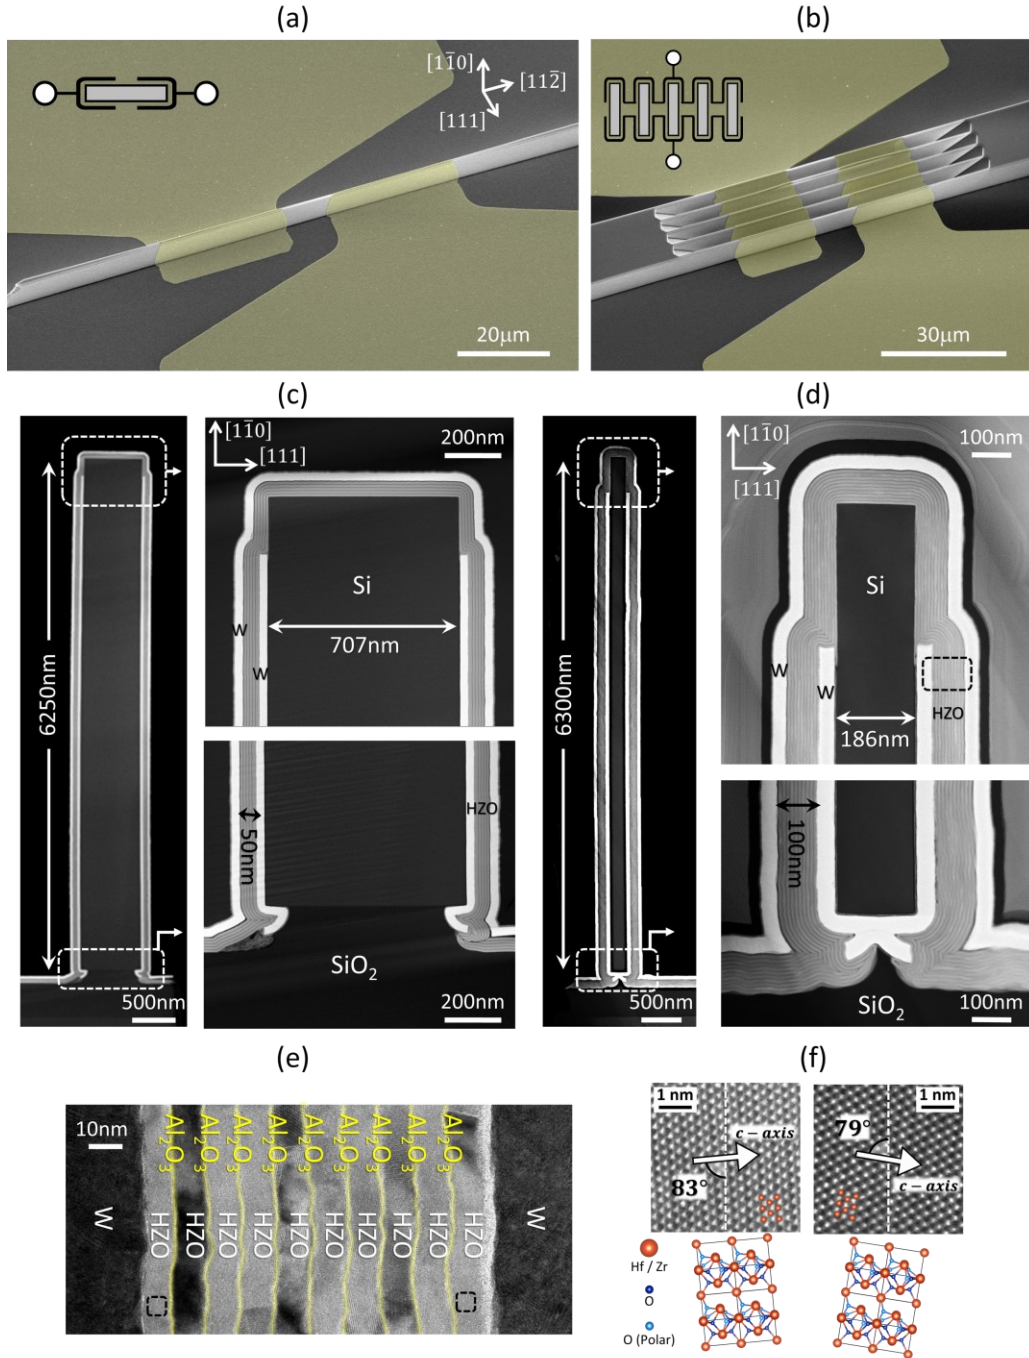 (a)
[11̅0]
[112̅]
[111]
20μm
(b)
30μm
(c)
6250nm
500nm
[11̅0]
[111]
200nm
Si
W
707nm
W
50nm
HZO
SiO₂
200nm
(d)
6300nm
500nm
[11̅0]
[111]
100nm
Si
W
W
HZO
186nm
100nm
SiO₂
100nm
(e)
10nm
Al₂O₃
Al₂O₃
Al₂O₃
Al₂O₃
Al₂O₃
Al₂O₃
Al₂O₃
Al₂O₃
Al₂O₃
W
HZO
HZO
HZO
HZO
HZO
HZO
HZO
HZO
HZO
HZO
W
(f)
1 nm
c – axis
83°
1 nm
79°
c – axis
Hf / Zr
O
O (Polar)